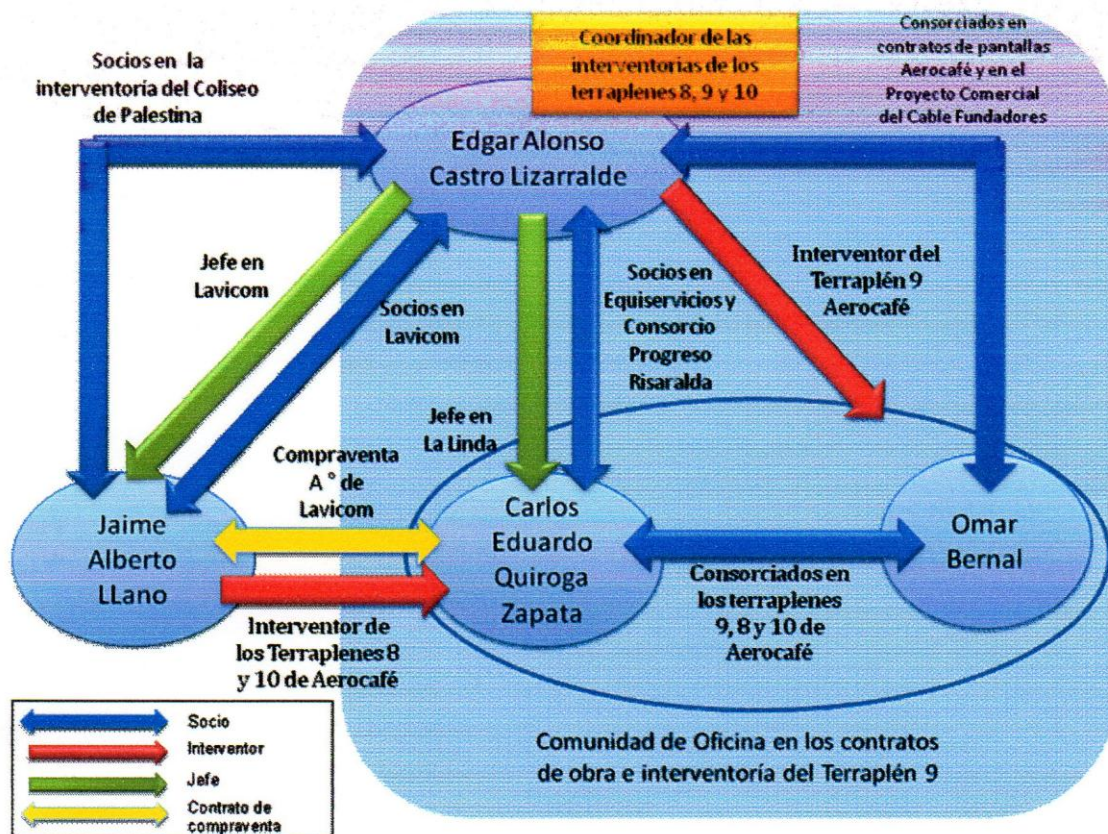 Socios en la
interventoría del Coliseo
de Palestina
Coordinador de las
interventorias de los
terraplenes 8, 9 y 10
Consorciados en
contratos de pantallas
Aerocafé y en el
Proyecto Comercial
del Cable Fundadores
Edgar Alonso
Castro Lizarralde
Jefe en
Lavicom
Socios en
Lavicom
Socios en
Equiservicios y
Consorcio
Progreso
Risaralda
Interventor del
Terraplén 9
Aerocafé
Jefe en
La Linda
Compraventa
A ° de
Lavicom
Jaime
Alberto
LLano
Carlos
Eduardo
Quiroga
Zapata
Omar
Bernal
Interventor de
los Terraplenes 8
y 10 de Aerocafé
Consorciados en
los terraplenes
9, 8 y 10 de
Aerocafé
Socio
Interventor
Jefe
Contrato de
compraventa
Comunidad de Oficina en los contratos
de obra e interventoría del Terraplén 9